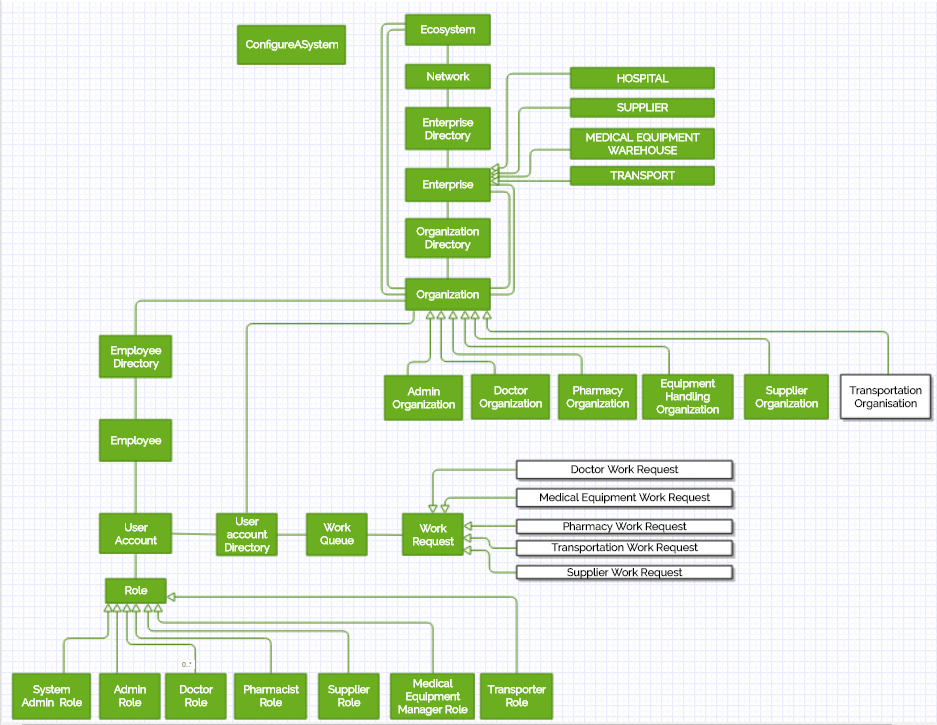 Ecosystem
ConfigureASystem
Network
HOSPITAL
SUPPLIER
Enterprise
Directory
MEDICAL EQUIPMENT
WAREHOUSE
TRANSPORT
Enterprise
Organization
Directory
Organization
Employee
Directory
Admin
Organization
Doctor
Organization
Pharmacy
Organization
Equipment
Handling
Organization
Supplier
Organization
Transportation
Organisation
Employee
Doctor Work Request
Medical Equipment Work Request
Pharmacy Work Request
Transportation Work Request
Supplier Work Request
User
Account
User
account
Directory
Work
Queue
Work
Request
Role
0..*
System
Admin Role
Admin
Role
Doctor
Role
Pharmacist
Role
Supplier
Role
Medical
Equipment
Manager Role
Transporter
Role